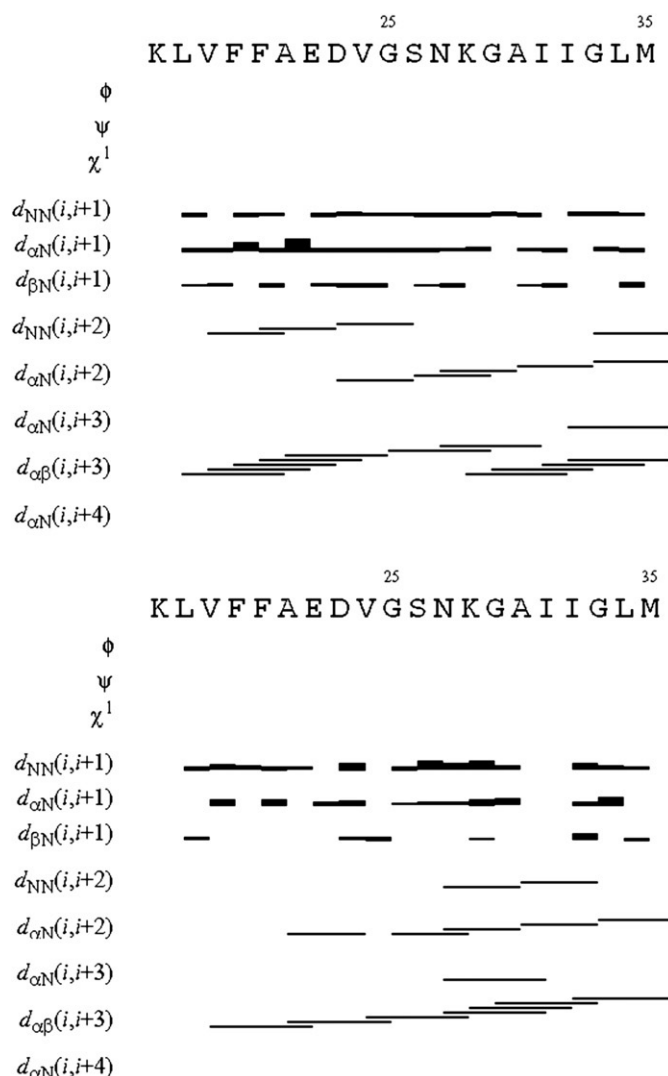 25 35
KLVFFAEDVGSNKGAIIGLM
ϕ
ψ
χ¹
dNN(i,i+1)
dαN(i,i+1)
dβN(i,i+1)
dNN(i,i+2)
dαN(i,i+2)
dαN(i,i+3)
dαβ(i,i+3)
dαN(i,i+4)
25 35
KLVFFAEDVGSNKGAIIGLM
ϕ
ψ
χ¹
dNN(i,i+1)
dαN(i,i+1)
dβN(i,i+1)
dNN(i,i+2)
dαN(i,i+2)
dαN(i,i+3)
dαβ(i,i+3)
dαN(i,i+4)